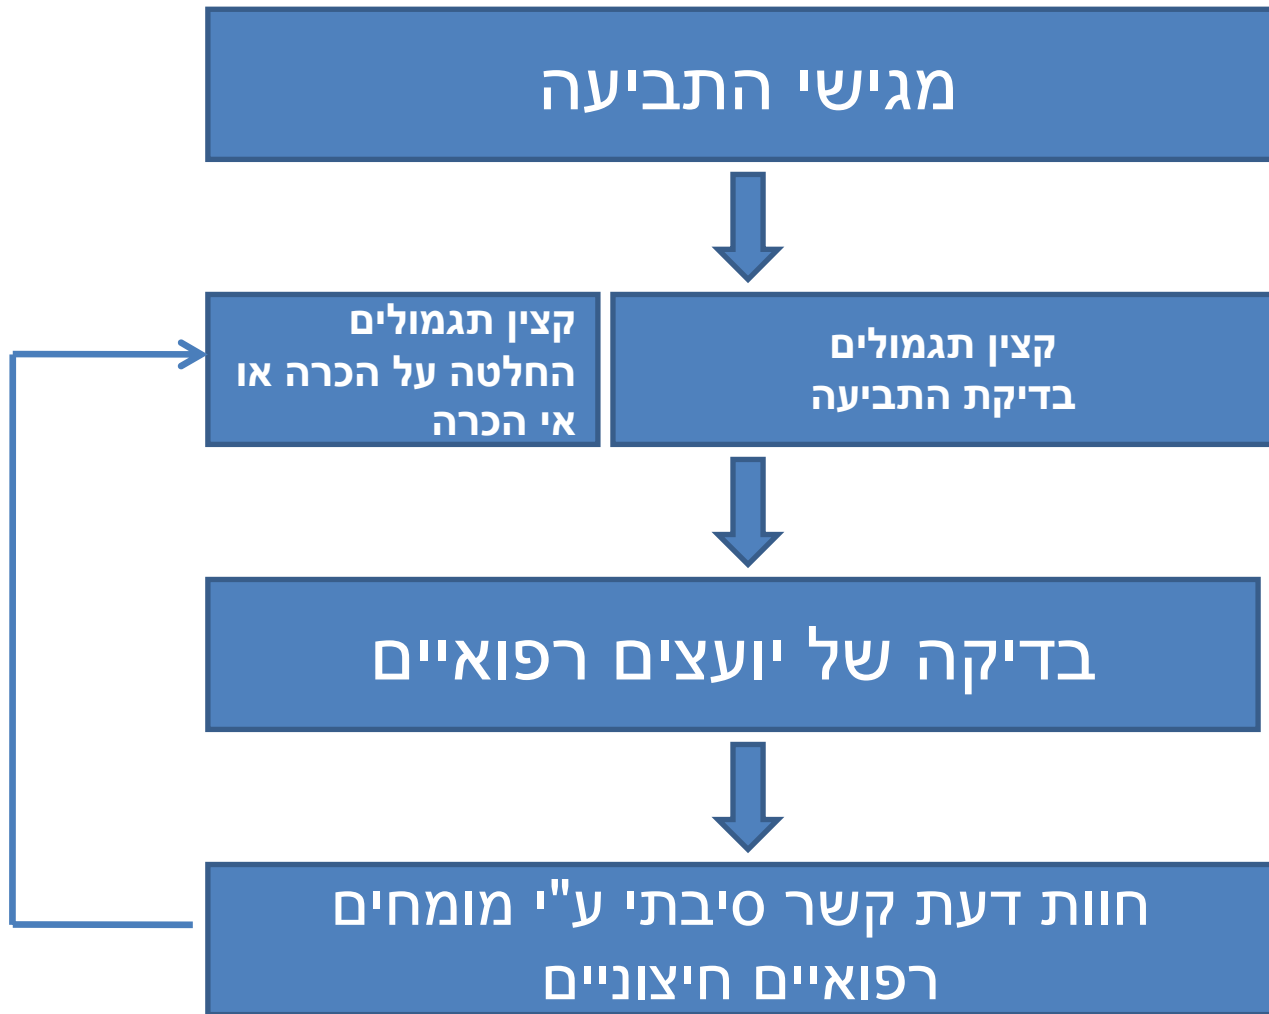 מגישי התביעה
קצין תגמולים
בדיקת התביעה
קצין תגמולים
החלטה על הכרה או
אי הכרה
בדיקה של יועצים רפואיים
חוות דעת קשר סיבתי ע"י מומחים
רפואיים חיצוניים